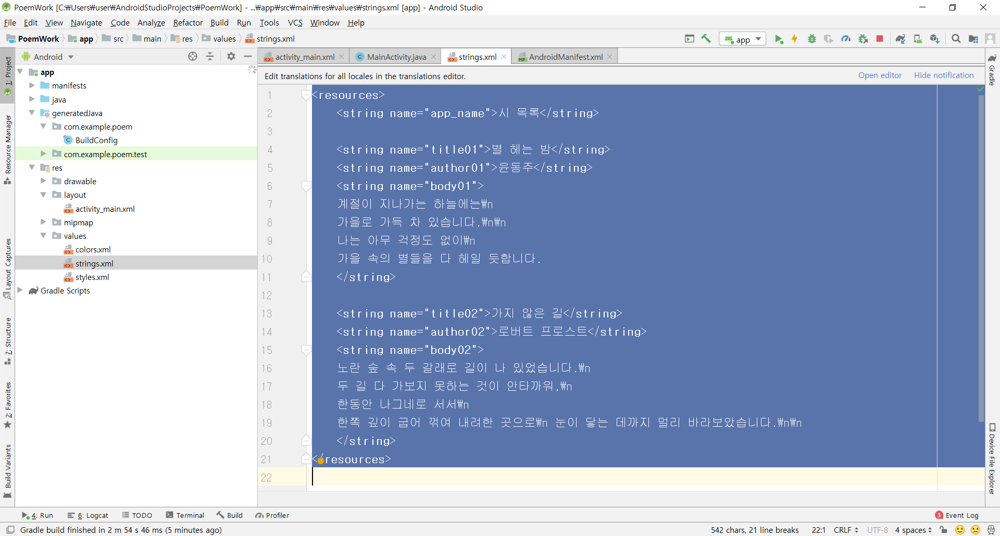 PoemWork [C:₩Users₩user₩AndroidStudioProjects₩PoemWork] - ...₩app₩src₩main₩res₩values₩strings.xml [app] - Android Studio
File Edit View Navigate Code Analyze Refactor Build Run Tools VCS Window Help
PoemWork app src main res values strings.xml
app
Android
activity_main.xml MainActivity.java strings.xml AndroidManifest.xml
Edit translations for all locales in the translations editor.
Open editor Hide notification
1: Project
Resource Manager
Layout Captures
7: Structure
2: Favorites
Build Variants
app
manifests
java
generatedJava
com.example.poem
BuildConfig
com.example.poem.test
res
drawable
layout
activity_main.xml
mipmap
values
colors.xml
strings.xml
styles.xml
Gradle Scripts
1 <resources>
2 <string name="app_name">시 목록</string>
3
4 <string name="title01">별 헤는 밤</string>
5 <string name="author01">윤동주</string>
6 <string name="body01">
7 계절이 지나가는 하늘에는₩n
8 가을로 가득 차 있습니다.₩n₩n
9 나는 아무 걱정도 없이₩n
10 가을 속의 별들을 다 헤일 듯합니다.
11 </string>
12
13 <string name="title02">가지 않은 길</string>
14 <string name="author02">로버트 프로스트</string>
15 <string name="body02">
16 노란 숲 속 두 갈래로 길이 나 있었습니다.₩n
17 두 길 다 가보지 못하는 것이 안타까워,₩n
18 한동안 나그네로 서서₩n
19 한쪽 깊이 굽어 꺾여 내려한 곳으로₩n 눈이 닿는 데까지 멀리 바라보았습니다.₩n₩n
20 </string>
21 </resources>
22
Gradle
Device File Explorer
4: Run 6: Logcat TODO Terminal Build Profiler
3 Event Log
Gradle build finished in 2 m 54 s 46 ms (5 minutes ago)
542 chars, 21 line breaks 22:1 CRLF UTF-8 4 spaces